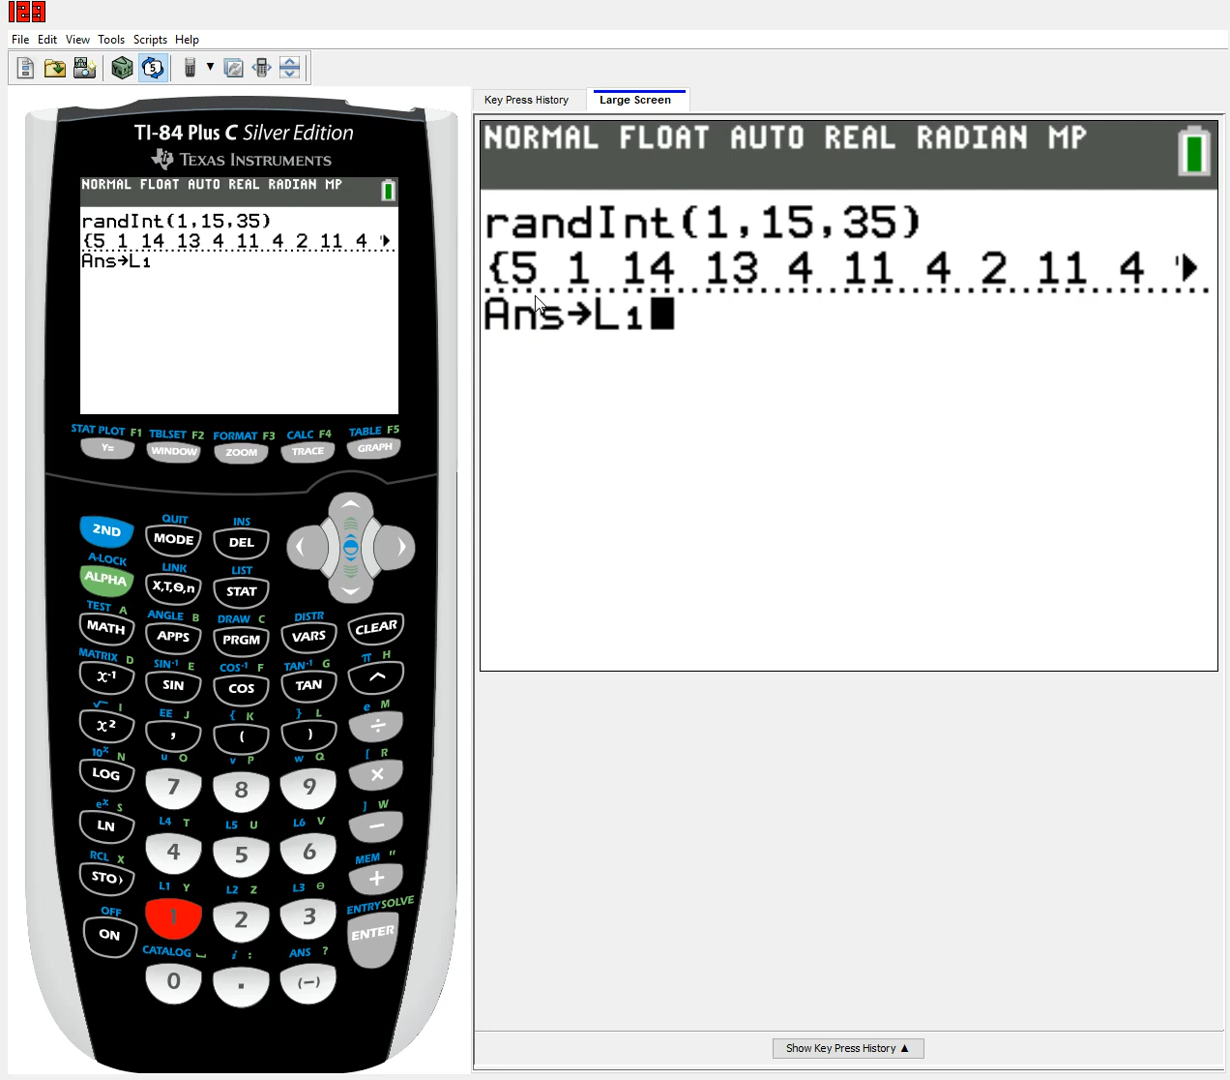 123
File Edit View Tools Scripts Help
5
Key Press History Large Screen
TI-84 Plus C Silver Edition
TEXAS INSTRUMENTS
NORMAL FLOAT AUTO REAL RADIAN MP
randInt(1,15,35)
{5 1 14 13 4 11 4 2 11 4
Ans→L₁
NORMAL FLOAT AUTO REAL RADIAN MP
randInt(1,15,35)
{5 1 14 13 4 11 4 2 11 4
Ans→L₁
STAT PLOT F1 TBLSET F2 FORMAT F3 CALC F4 TABLE F5
Y= WINDOW ZOOM TRACE GRAPH
QUIT INS
2ND MODE DEL
A-LOCK LINK LIST
ALPHA X,T,Θ,n STAT
TEST A ANGLE B DRAW C DISTR
MATH APPS PRGM VARS CLEAR
MATRIX D SIN⁻¹ E COS⁻¹ F TAN⁻¹ G π H
x⁻¹ SIN COS TAN ^
√ I EE J { K } L e M
x² , ( ) ÷
10ˣ N u O v P w Q [ R
LOG 7 8 9 ×
eˣ S L4 T L5 U L6 V ] W
LN 4 5 6 −
RCL X L1 Y L2 Z L3 θ MEM "
STO› 1 2 3 +
OFF CATALOG ⎵ i : ANS ? ENTRY SOLVE
ON 0 . (−) ENTER
Show Key Press History ▲